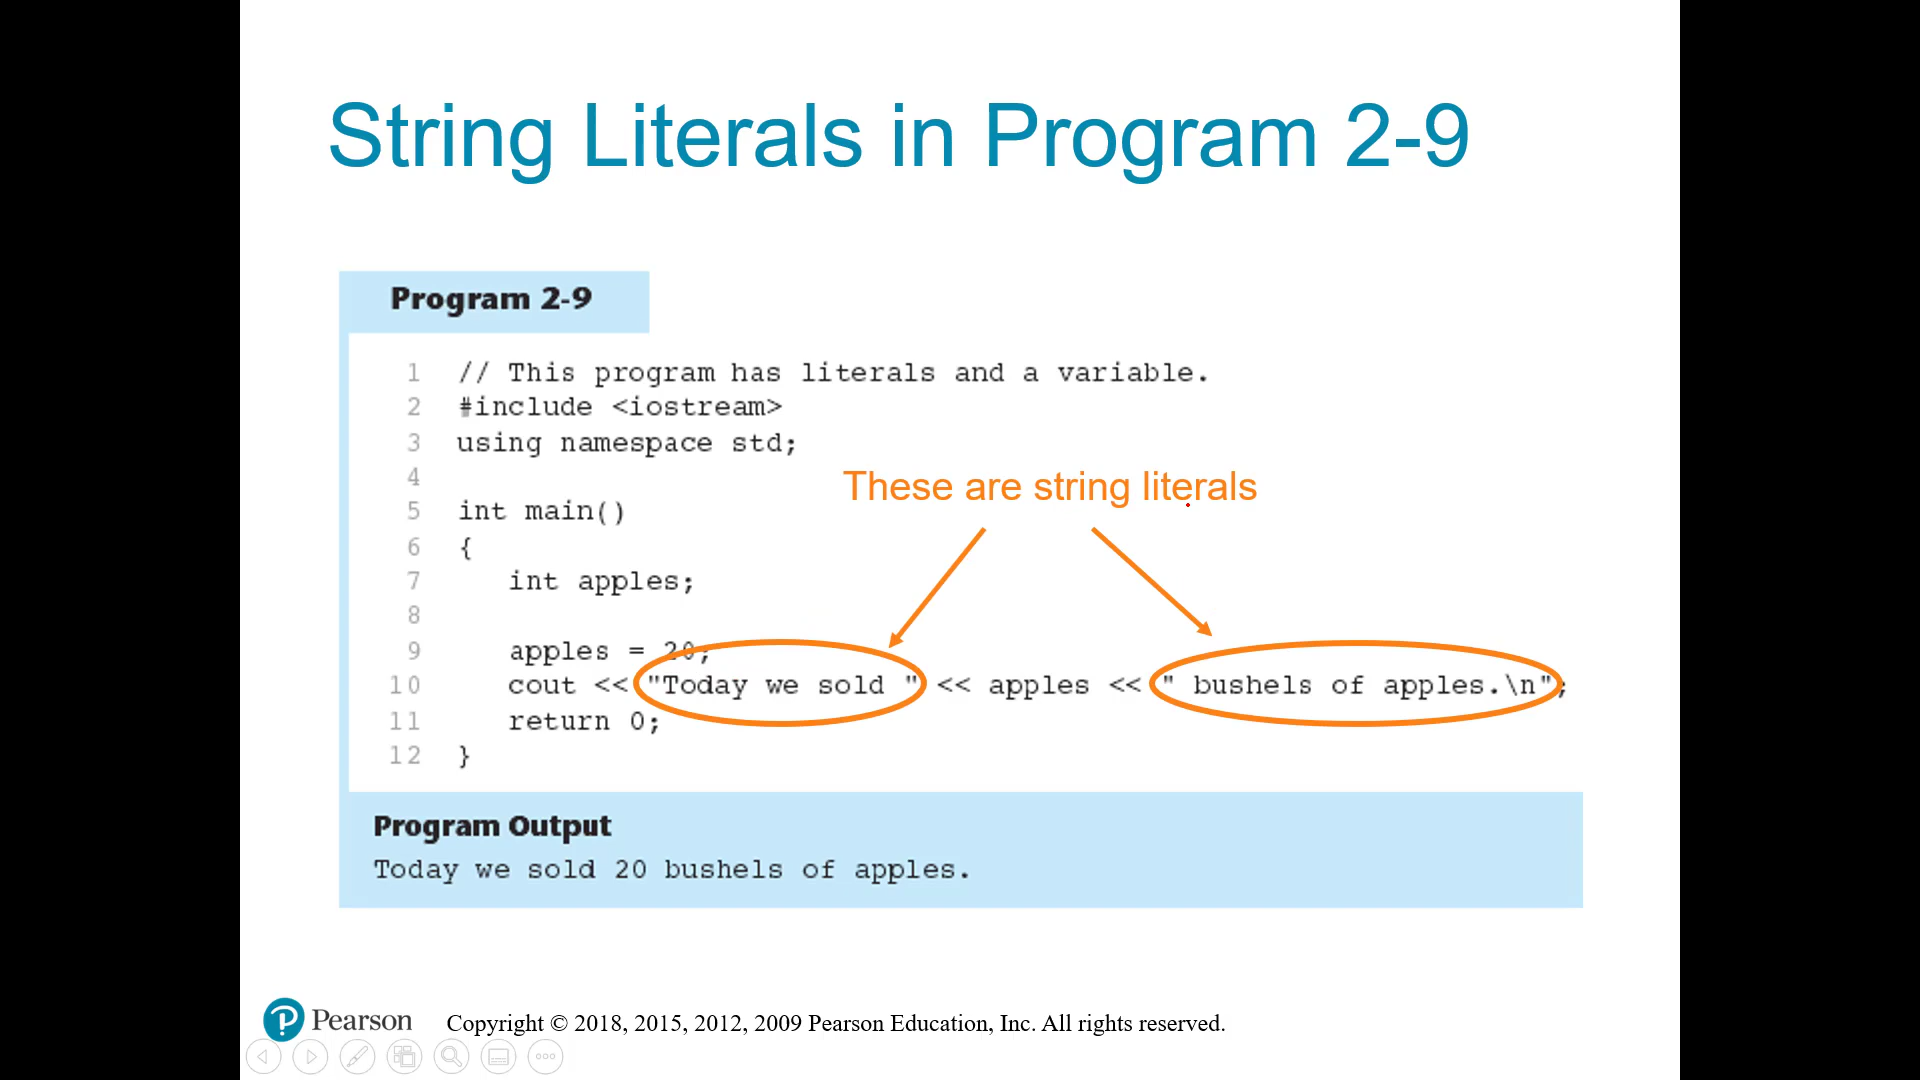 String Literals in Program 2-9
Program 2-9
1 // This program has literals and a variable.
2 #include <iostream>
3 using namespace std;
4
These are string literals
5 int main()
6 {
7 int apples;
8
9 apples = 20;
10 cout << "Today we sold " << apples << " bushels of apples.\n";
11 return 0;
12 }
Program Output
Today we sold 20 bushels of apples.
Pearson Copyright © 2018, 2015, 2012, 2009 Pearson Education, Inc. All rights reserved.